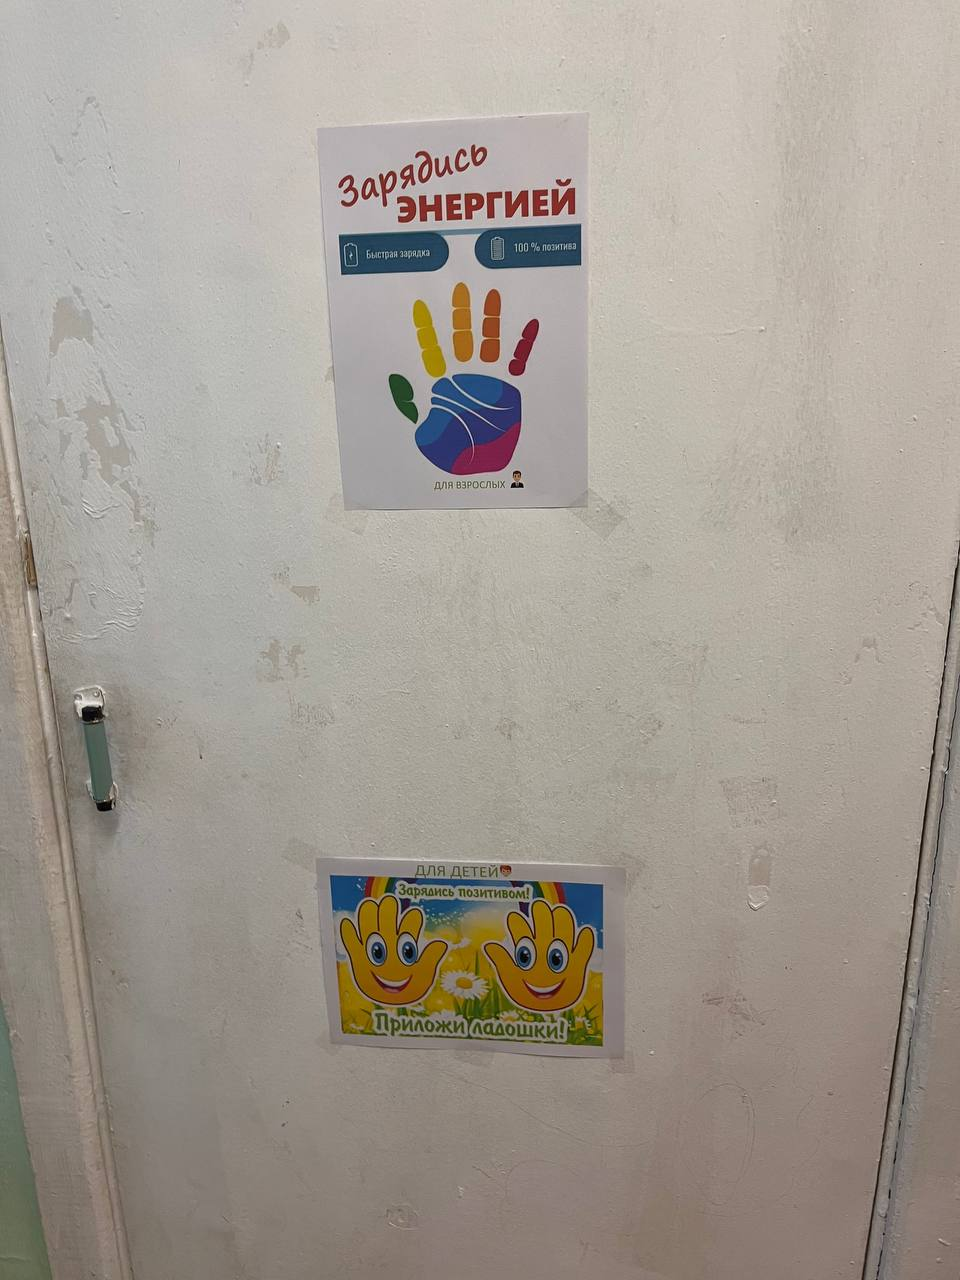 Зарядись
ЭНЕРГИЕЙ
Быстрая зарядка
100 % позитива
ДЛЯ ВЗРОСЛЫХ
ДЛЯ ДЕТЕЙ
Зарядись позитивом!
Приложи ладошки!